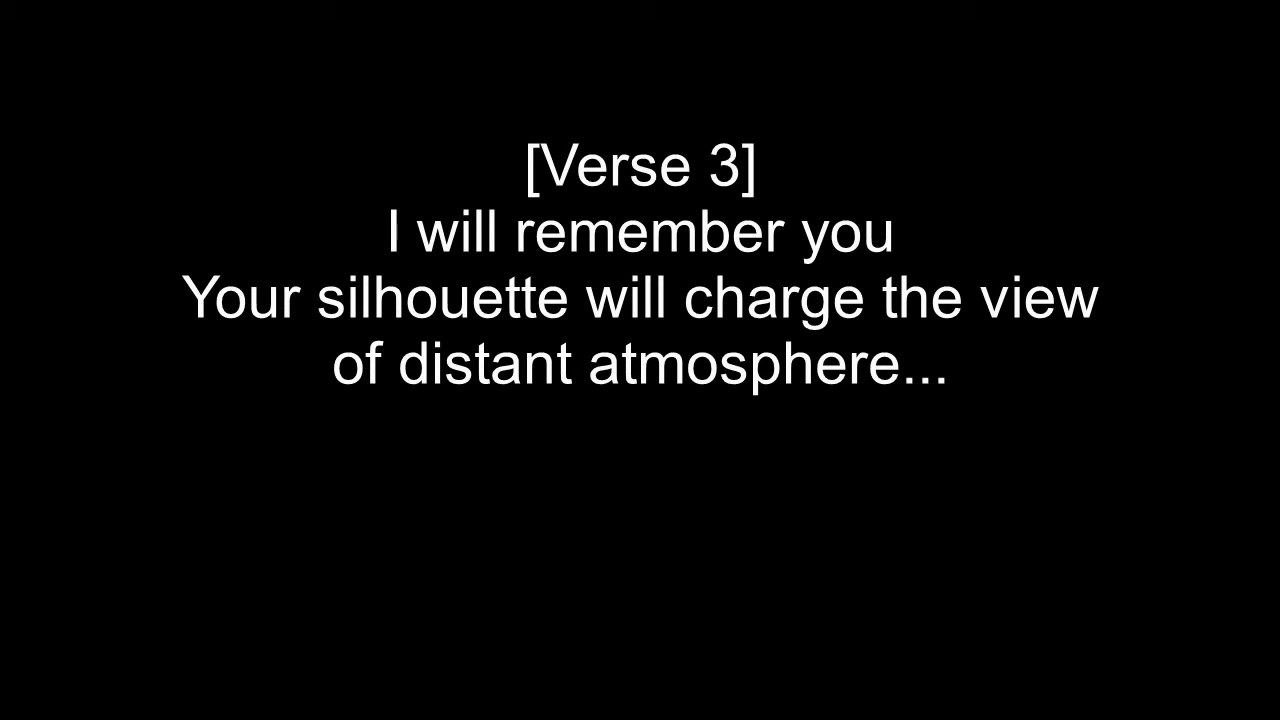 [Verse 3]
I will remember you
Your silhouette will charge the view
of distant atmosphere...